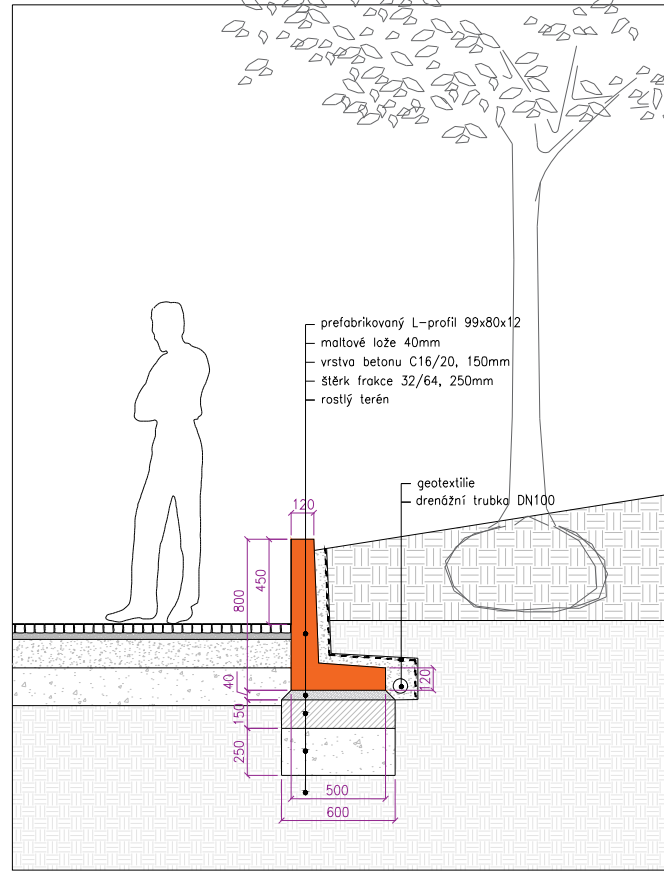 prefabrikovaný L-profil 99x80x12
maltové lože 40mm
vrstva betonu C16/20, 150mm
štěrk frakce 32/64, 250mm
rostlý terén
geotextilie
drenážní trubka DN100
120
450
800
120
40
150
250
500
600